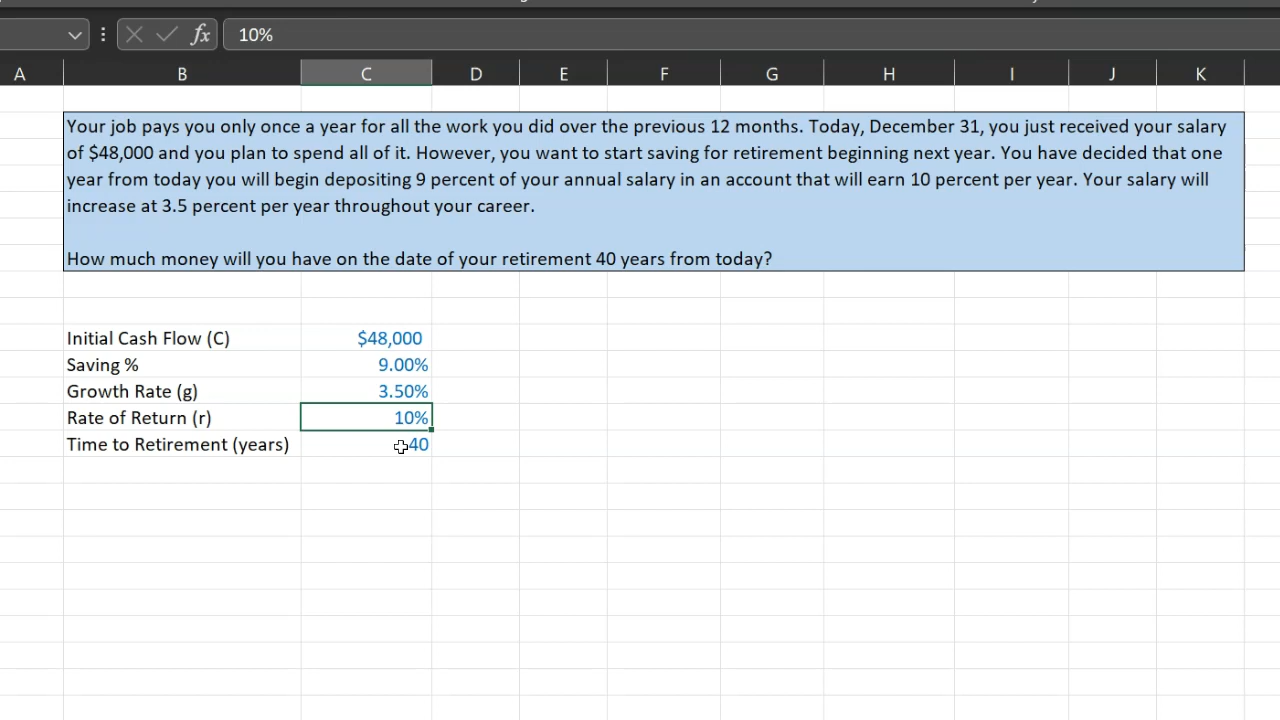 fx 10%
A B C D E F G H I J K
Your job pays you only once a year for all the work you did over the previous 12 months. Today, December 31, you just received your salary
of $48,000 and you plan to spend all of it. However, you want to start saving for retirement beginning next year. You have decided that one
year from today you will begin depositing 9 percent of your annual salary in an account that will earn 10 percent per year. Your salary will
increase at 3.5 percent per year throughout your career.
How much money will you have on the date of your retirement 40 years from today?
Initial Cash Flow (C) $48,000
Saving % 9.00%
Growth Rate (g) 3.50%
Rate of Return (r) 10%
Time to Retirement (years) 40